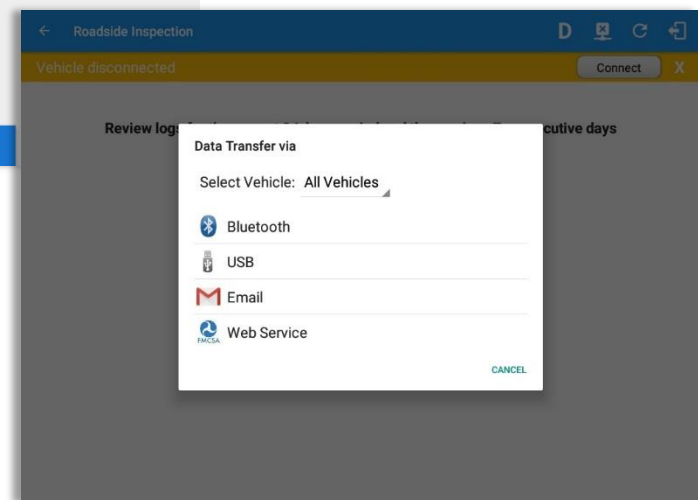 Roadside Inspection
D
Vehicle disconnected
Connect
X
Review logs
cutive days
Data Transfer via
Select Vehicle: All Vehicles
Bluetooth
USB
Email
FMCSA
Web Service
CANCEL